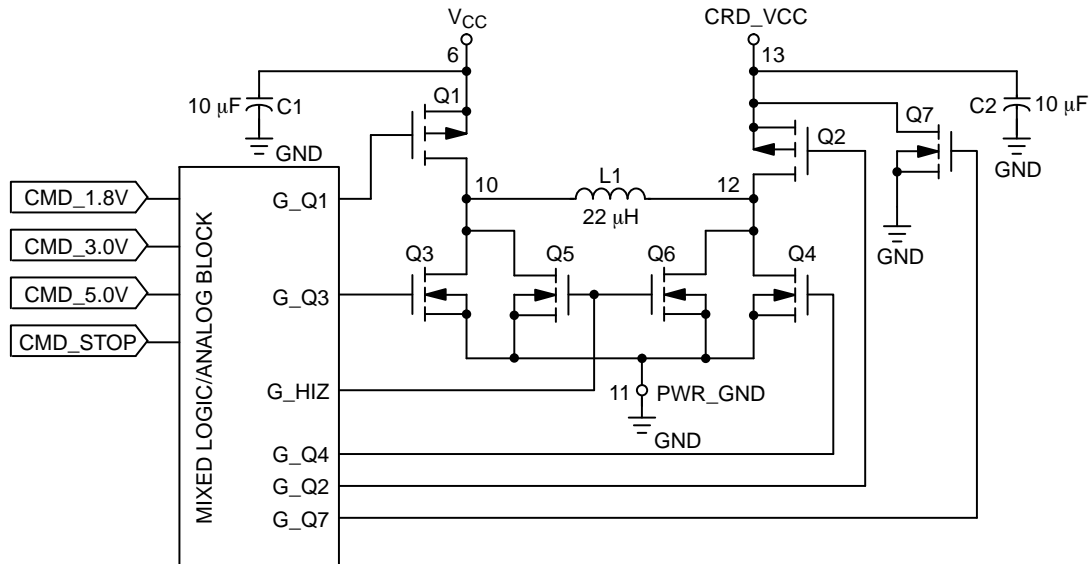 VCC
CRD_VCC
6
13
10 μF
C1
Q1
Q7
C2
10 μF
Q2
GND
GND
CMD_1.8V
G_Q1
10
L1
12
22 μH
CMD_3.0V
GND
Q3
Q5
Q6
Q4
CMD_5.0V
G_Q3
CMD_STOP
MIXED LOGIC/ANALOG BLOCK
G_HIZ
11
PWR_GND
GND
G_Q4
G_Q2
G_Q7